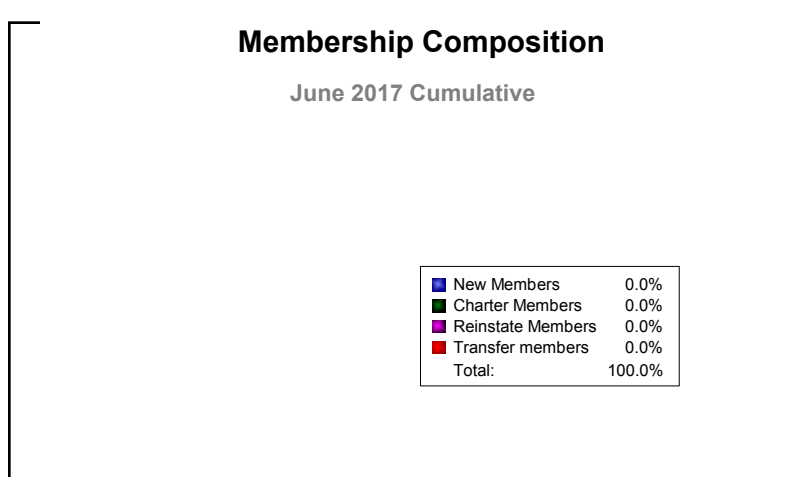 Membership Composition
June 2017 Cumulative
New Members 0.0%
Charter Members 0.0%
Reinstate Members 0.0%
Transfer members 0.0%
Total: 100.0%